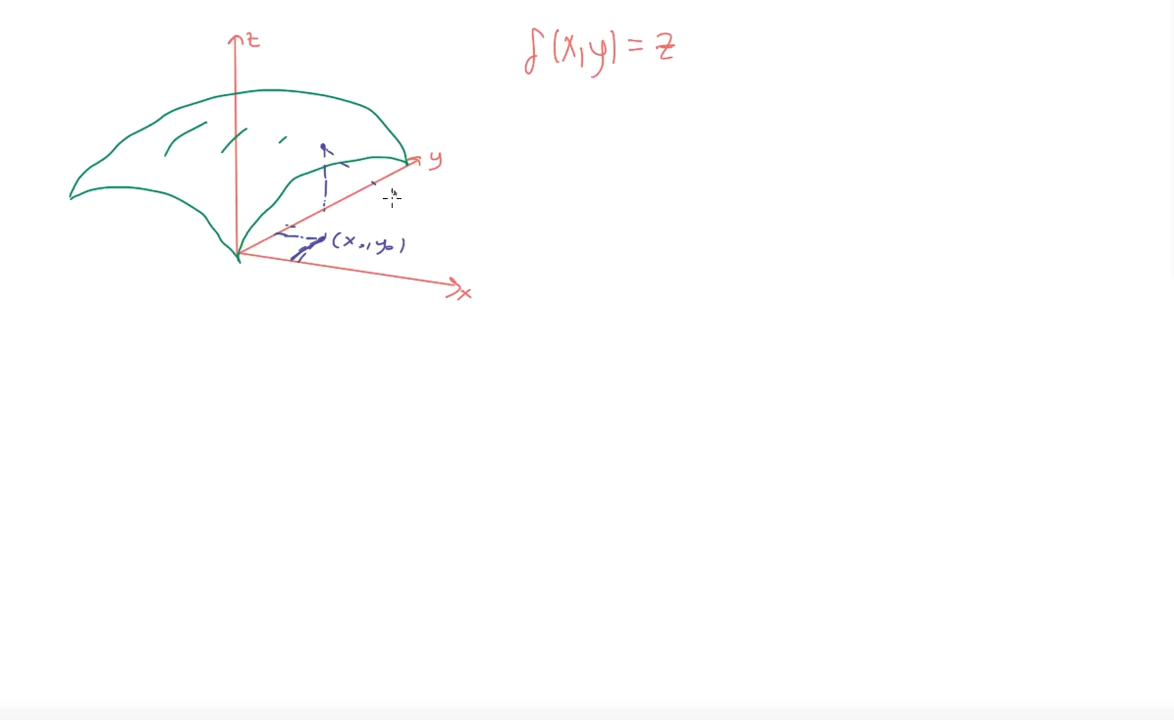 z
f(x,y) = z
y
(x₀,y₀)
x